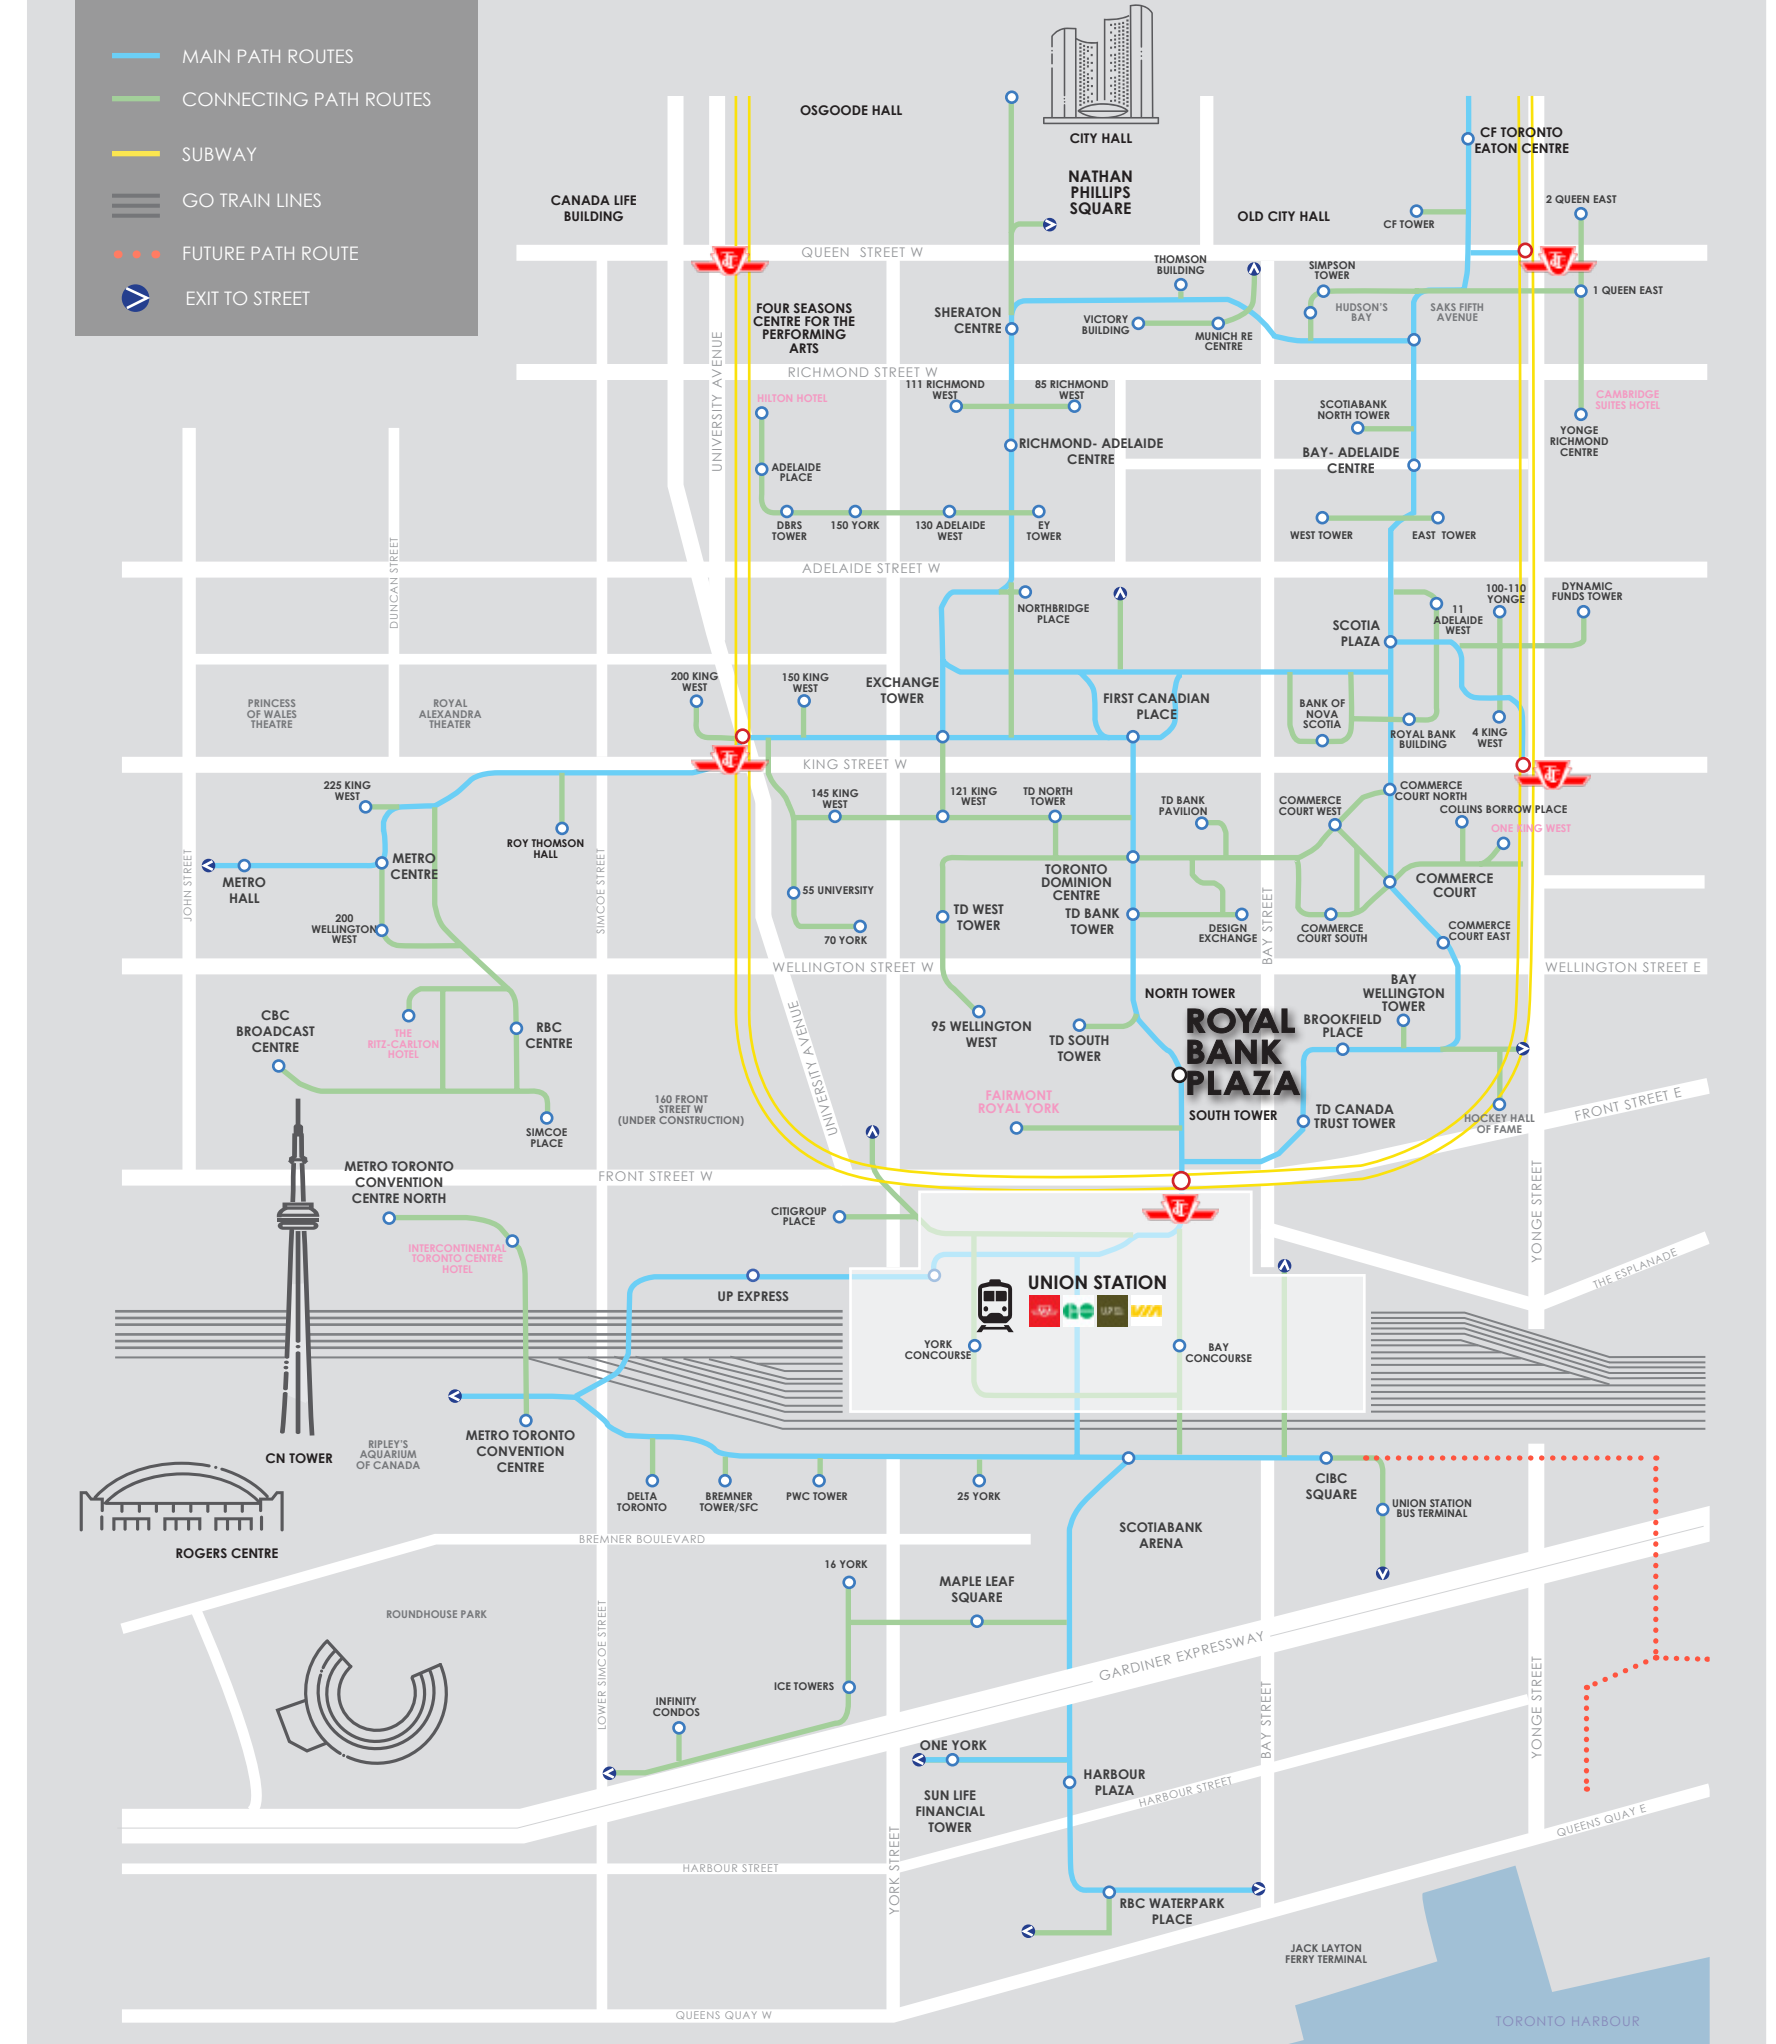 MAIN PATH ROUTES
CONNECTING PATH ROUTES
SUBWAY
GO TRAIN LINES
FUTURE PATH ROUTE
EXIT TO STREET
OSGOODE HALL
CITY HALL
CF TORONTO
EATON CENTRE
NATHAN
PHILLIPS
SQUARE
CANADA LIFE
BUILDING
OLD CITY HALL
CF TOWER
2 QUEEN EAST
QUEEN STREET W
THOMSON
BUILDING
SIMPSON
TOWER
1 QUEEN EAST
FOUR SEASONS
CENTRE FOR THE
PERFORMING
ARTS
SHERATON
CENTRE
VICTORY
BUILDING
MUNICH RE
CENTRE
HUDSON'S
BAY
SAKS FIFTH
AVENUE
UNIVERSITY AVENUE
RICHMOND STREET W
111 RICHMOND
WEST
85 RICHMOND
WEST
HILTON HOTEL
SCOTIABANK
NORTH TOWER
CAMBRIDGE
SUITES HOTEL
YONGE
RICHMOND
CENTRE
RICHMOND- ADELAIDE
CENTRE
BAY- ADELAIDE
CENTRE
ADELAIDE
PLACE
DBRS
TOWER
150 YORK
130 ADELAIDE
WEST
EY
TOWER
WEST TOWER
EAST TOWER
ADELAIDE STREET W
DUNCAN STREET
NORTHBRIDGE
PLACE
100-110
YONGE
DYNAMIC
FUNDS TOWER
11
ADELAIDE
WEST
SCOTIA
PLAZA
200 KING
WEST
150 KING
WEST
EXCHANGE
TOWER
FIRST CANADIAN
PLACE
BANK OF
NOVA
SCOTIA
ROYAL BANK
BUILDING
4 KING
WEST
PRINCESS
OF WALES
THEATRE
ROYAL
ALEXANDRA
THEATER
KING STREET W
225 KING
WEST
145 KING
WEST
121 KING
WEST
TD NORTH
TOWER
TD BANK
PAVILION
COMMERCE
COURT WEST
COMMERCE
COURT NORTH
COLLINS BORROW PLACE
ONE KING WEST
ROY THOMSON
HALL
METRO
CENTRE
METRO
HALL
JOHN STREET
SIMCOE STREET
55 UNIVERSITY
TORONTO
DOMINION
CENTRE
COMMERCE
COURT
200
WELLINGTON
WEST
70 YORK
TD WEST
TOWER
TD BANK
TOWER
DESIGN
EXCHANGE
BAY STREET
COMMERCE
COURT SOUTH
COMMERCE
COURT EAST
WELLINGTON STREET W
WELLINGTON STREET E
NORTH TOWER
BAY
WELLINGTON
TOWER
ROYAL
BANK
PLAZA
BROOKFIELD
PLACE
CBC
BROADCAST
CENTRE
THE
RITZ-CARLTON
HOTEL
RBC
CENTRE
95 WELLINGTON
WEST
TD SOUTH
TOWER
UNIVERSITY AVENUE
160 FRONT
STREET W
(UNDER CONSTRUCTION)
FAIRMONT
ROYAL YORK
SOUTH TOWER
TD CANADA
TRUST TOWER
HOCKEY HALL
OF FAME
FRONT STREET E
SIMCOE
PLACE
METRO TORONTO
CONVENTION
CENTRE NORTH
FRONT STREET W
YONGE STREET
CITIGROUP
PLACE
INTERCONTINENTAL
TORONTO CENTRE
HOTEL
UP EXPRESS
UNION STATION
GO
VIA
THE ESPLANADE
YORK
CONCOURSE
BAY
CONCOURSE
METRO TORONTO
CONVENTION
CENTRE
CN TOWER
RIPLEY'S
AQUARIUM
OF CANADA
DELTA
TORONTO
BREMNER
TOWER/SFC
PWC TOWER
25 YORK
CIBC
SQUARE
UNION STATION
BUS TERMINAL
SCOTIABANK
ARENA
BREMNER BOULEVARD
ROGERS CENTRE
16 YORK
MAPLE LEAF
SQUARE
ROUNDHOUSE PARK
LOWER SIMCOE STREET
GARDINER EXPRESSWAY
ICE TOWERS
INFINITY
CONDOS
BAY STREET
YONGE STREET
ONE YORK
HARBOUR
PLAZA
SUN LIFE
FINANCIAL
TOWER
HARBOUR STREET
QUEENS QUAY E
HARBOUR STREET
YORK STREET
RBC WATERPARK
PLACE
JACK LAYTON
FERRY TERMINAL
QUEENS QUAY W
TORONTO HARBOUR